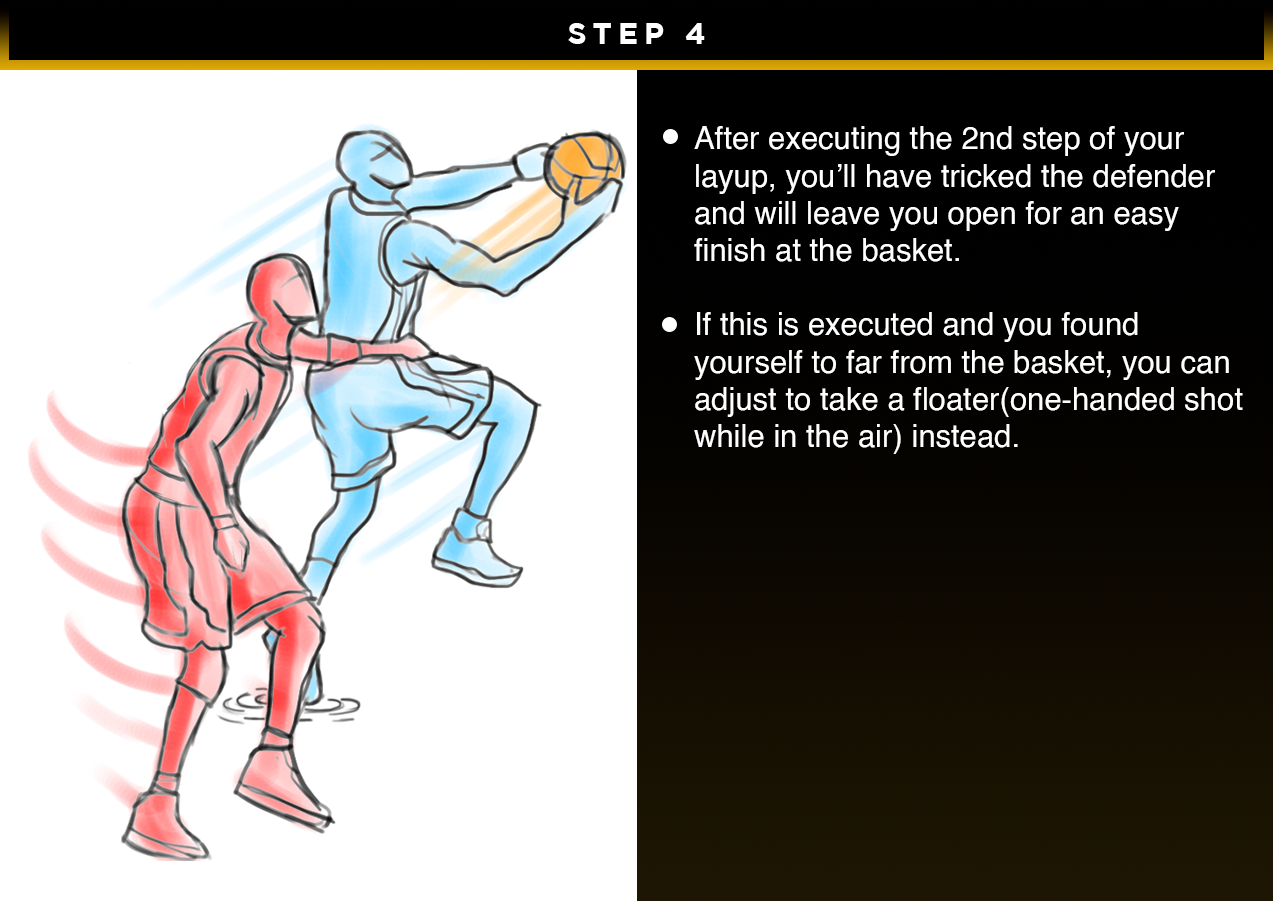 STEP 4
• After executing the 2nd step of your
layup, you’ll have tricked the defender
and will leave you open for an easy
finish at the basket.
• If this is executed and you found
yourself to far from the basket, you can
adjust to take a floater(one-handed shot
while in the air) instead.